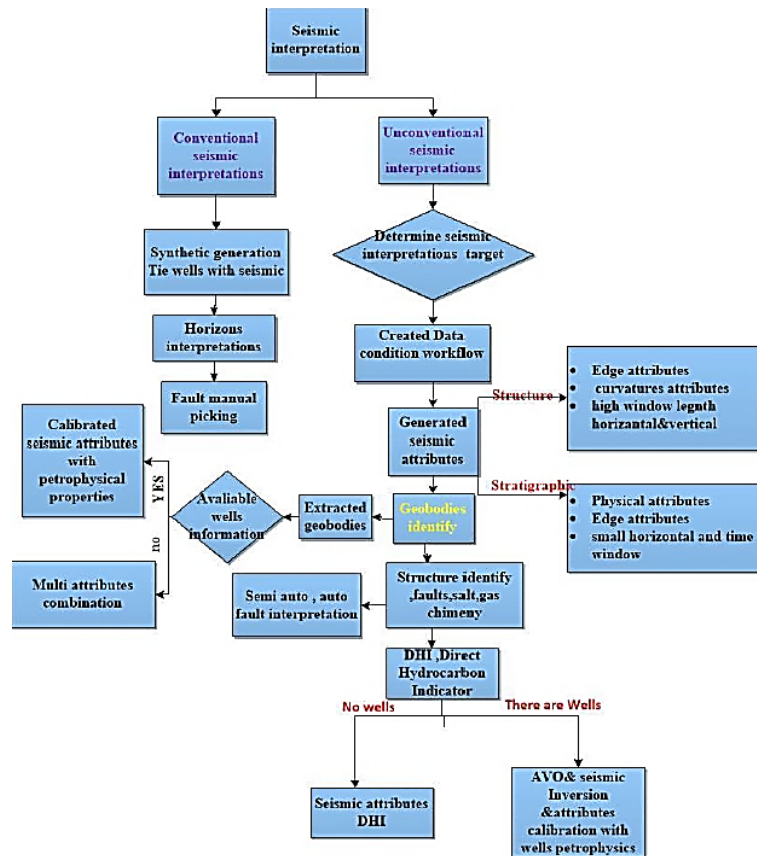 Seismic
interpretation
Conventional
seismic
interpretations
Unconventional
seismic
interpretations
Synthetic generation
Tie wells with seismic
Determine seismic
interpretations target
Horizons
interpretations
Created Data
condition workflow
Fault manual
picking
Generated
seismic
attributes
Structure
• Edge attributes
• curvatures attributes
• high window legnth
horizantal&vertical
Calibrated
seismic attributes
with
petrophysical
properties
Stratigraphic
• Physical attributes
• Edge attributes
• small horizontal and time
window
YES
no
Avaliable
wells
information
Extracted
geobodies
Geobodies
identify
Multi attributes
combination
Semi auto , auto
fault interpretation
Structure identify
,faults,salt,gas
chimeny
DHI ,Direct
Hydrocarbon
Indicator
No wells
There are Wells
Seismic attributes
DHI
AVO& seismic
Inversion
&attributes
calibration with
wells petrophysics